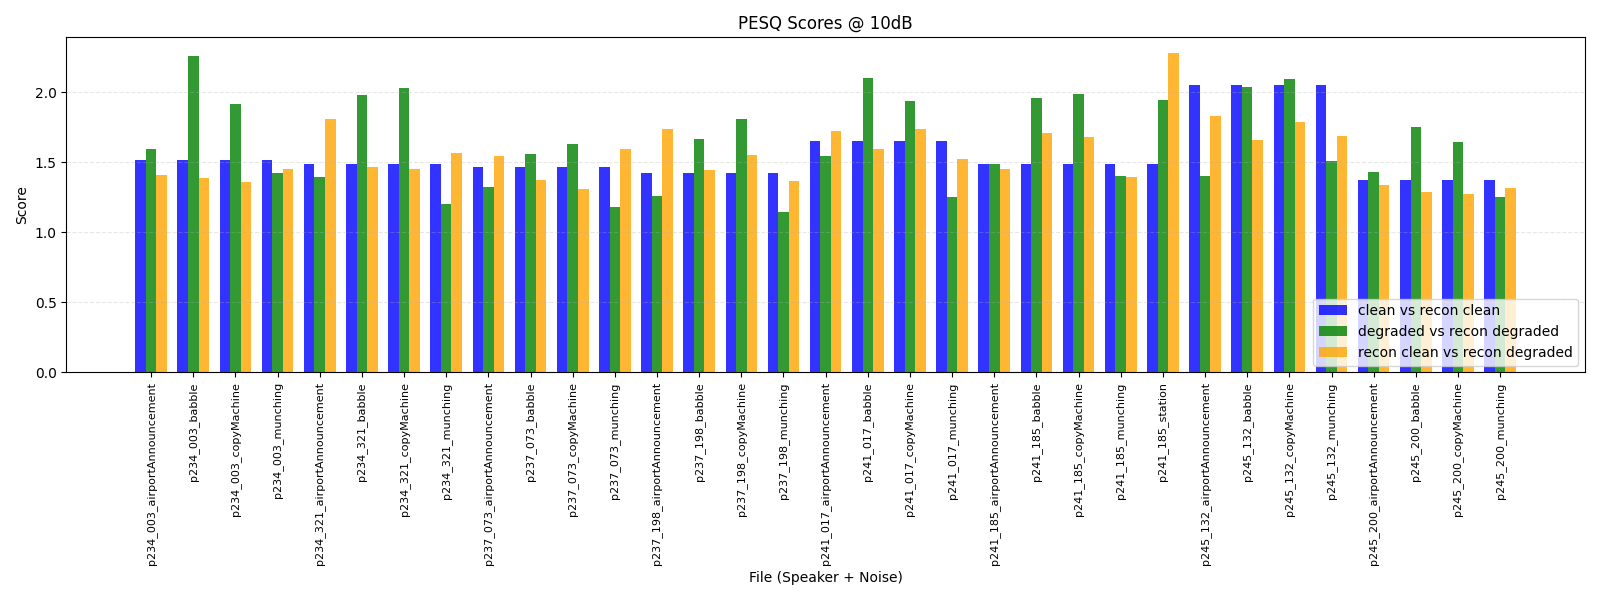 PESQ Scores @ 10dB
Score
2.0
1.5
1.0
0.5
0.0
clean vs recon clean
degraded vs recon degraded
recon clean vs recon degraded
p234_003_airportAnnouncement
p234_003_babble
p234_003_copyMachine
p234_003_munching
p234_321_airportAnnouncement
p234_321_babble
p234_321_copyMachine
p234_321_munching
p237_073_airportAnnouncement
p237_073_babble
p237_073_copyMachine
p237_073_munching
p237_198_airportAnnouncement
p237_198_babble
p237_198_copyMachine
p237_198_munching
p241_017_airportAnnouncement
p241_017_babble
p241_017_copyMachine
p241_017_munching
p241_185_airportAnnouncement
p241_185_babble
p241_185_copyMachine
p241_185_munching
p241_185_station
p245_132_airportAnnouncement
p245_132_babble
p245_132_copyMachine
p245_132_munching
p245_200_airportAnnouncement
p245_200_babble
p245_200_copyMachine
p245_200_munching
File (Speaker + Noise)